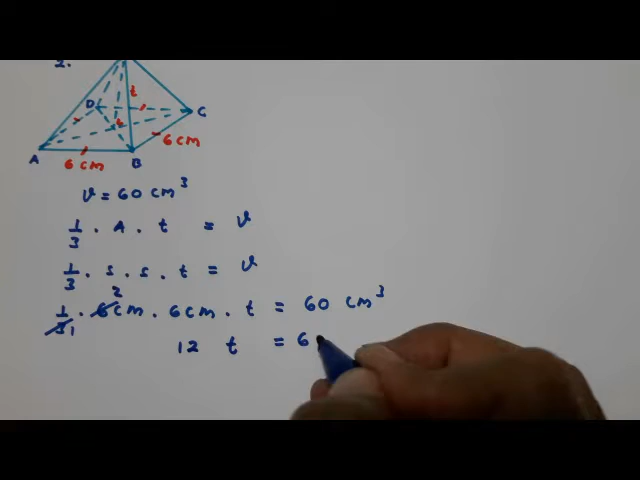 2.
t
D
C
t
6 cm
A
B
6 cm
V = 60 cm³
1/3 . A . t = V
1/3 . s . s . t = V
2
1/3 . 6cm . 6cm . t = 60 cm³
1
12 t = 6